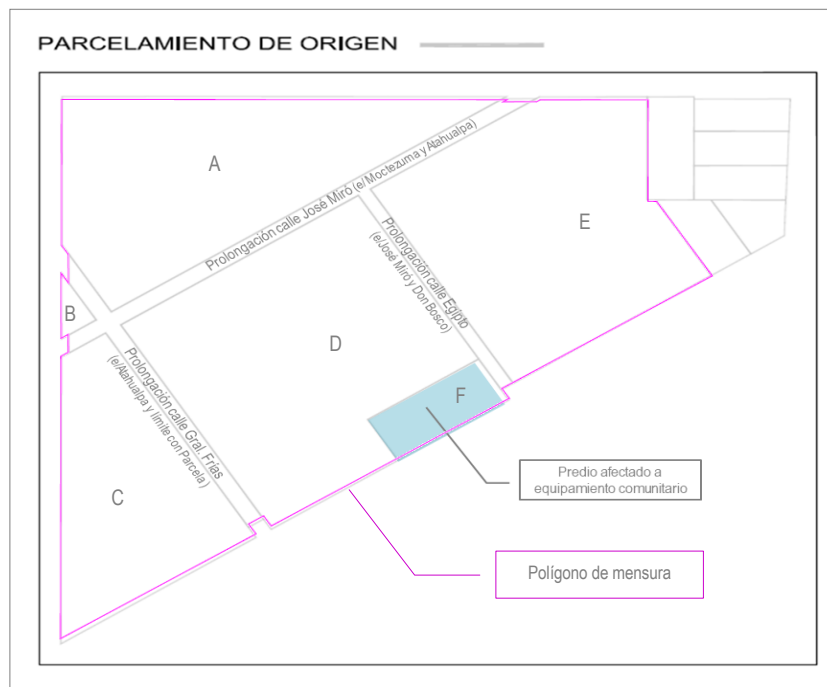 PARCELAMIENTO DE ORIGEN
A
Prolongación calle José Miró (e/ Moctezuma y Atahualpa)
E
Prolongación calle Egipto
(e/José Miró y Don Bosco)
B
D
Prolongación calle Gral. Frías
(e/Atahualpa y límite con Parcela)
F
C
Predio afectado a
equipamiento comunitario
Polígono de mensura